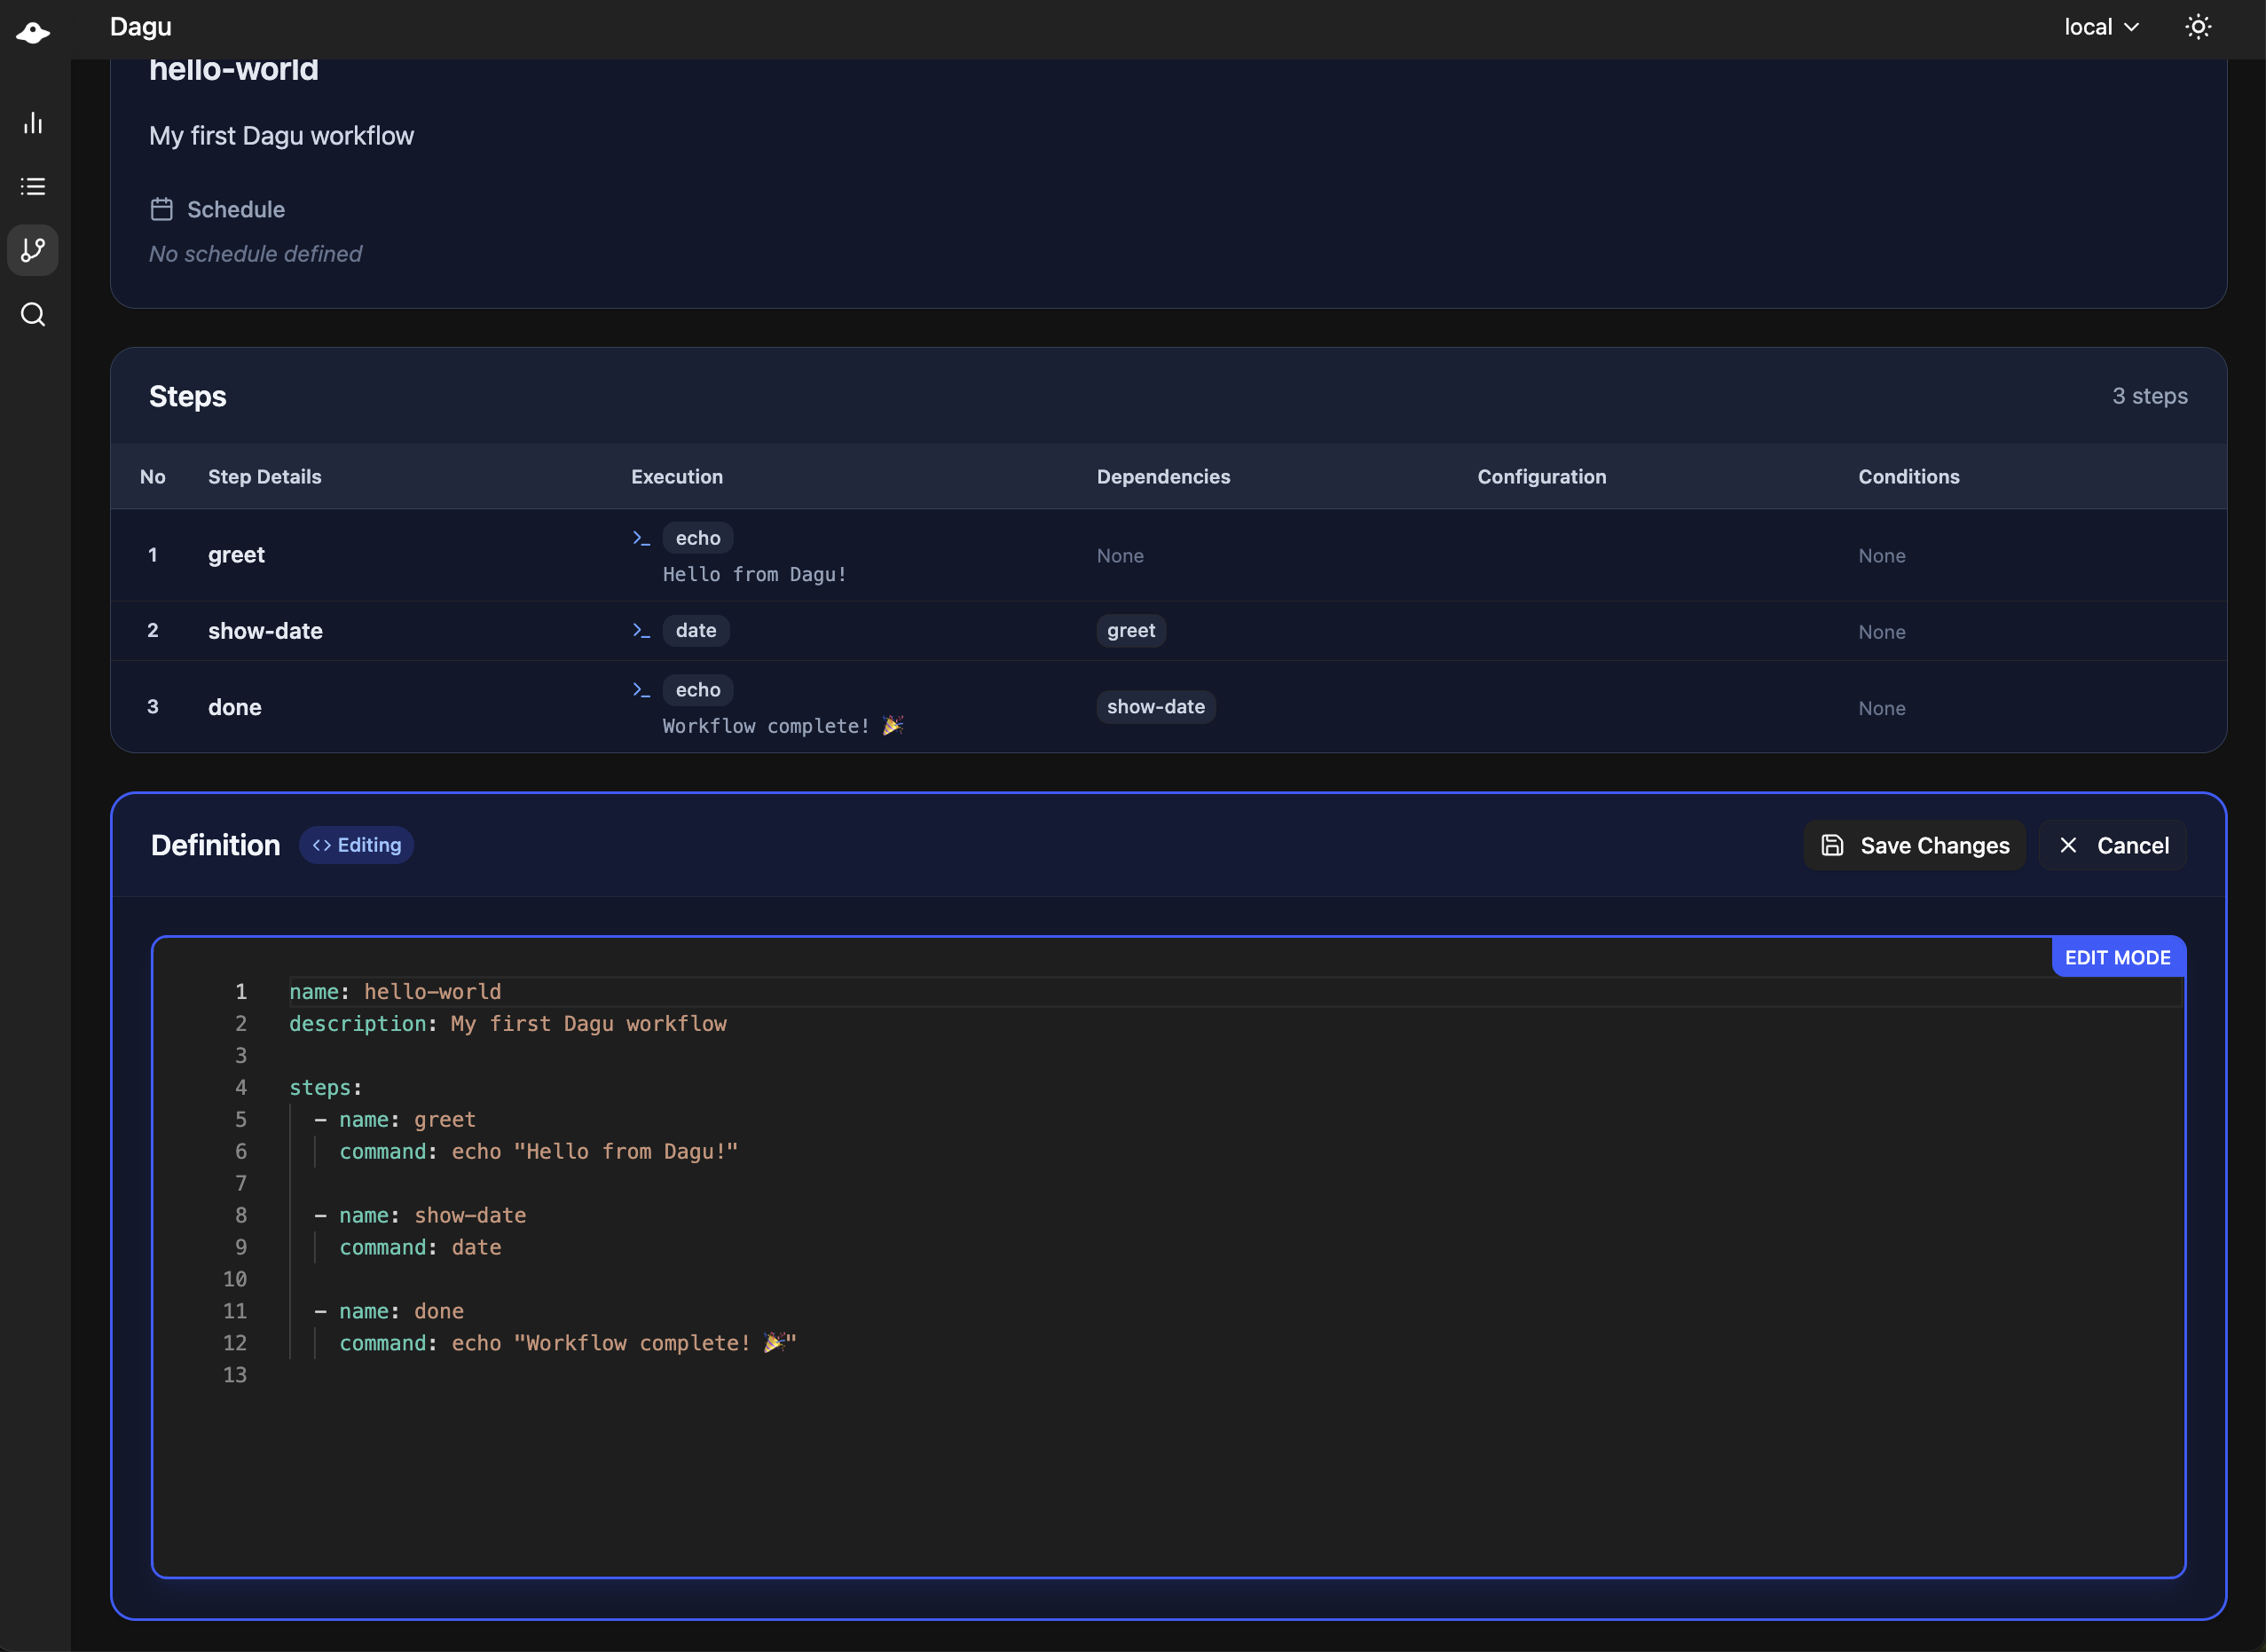 Dagu
local
hello-world
My first Dagu workflow
Schedule
No schedule defined
Steps
3 steps
No Step Details Execution Dependencies Configuration Conditions
1 greet >_ echo None None
Hello from Dagu!
2 show-date >_ date greet None
3 done >_ echo show-date None
Workflow complete! 🎉
Definition <> Editing Save Changes Cancel
EDIT MODE
1 name: hello-world
2 description: My first Dagu workflow
3
4 steps:
5   - name: greet
6     command: echo "Hello from Dagu!"
7
8   - name: show-date
9     command: date
10
11   - name: done
12     command: echo "Workflow complete! 🎉"
13